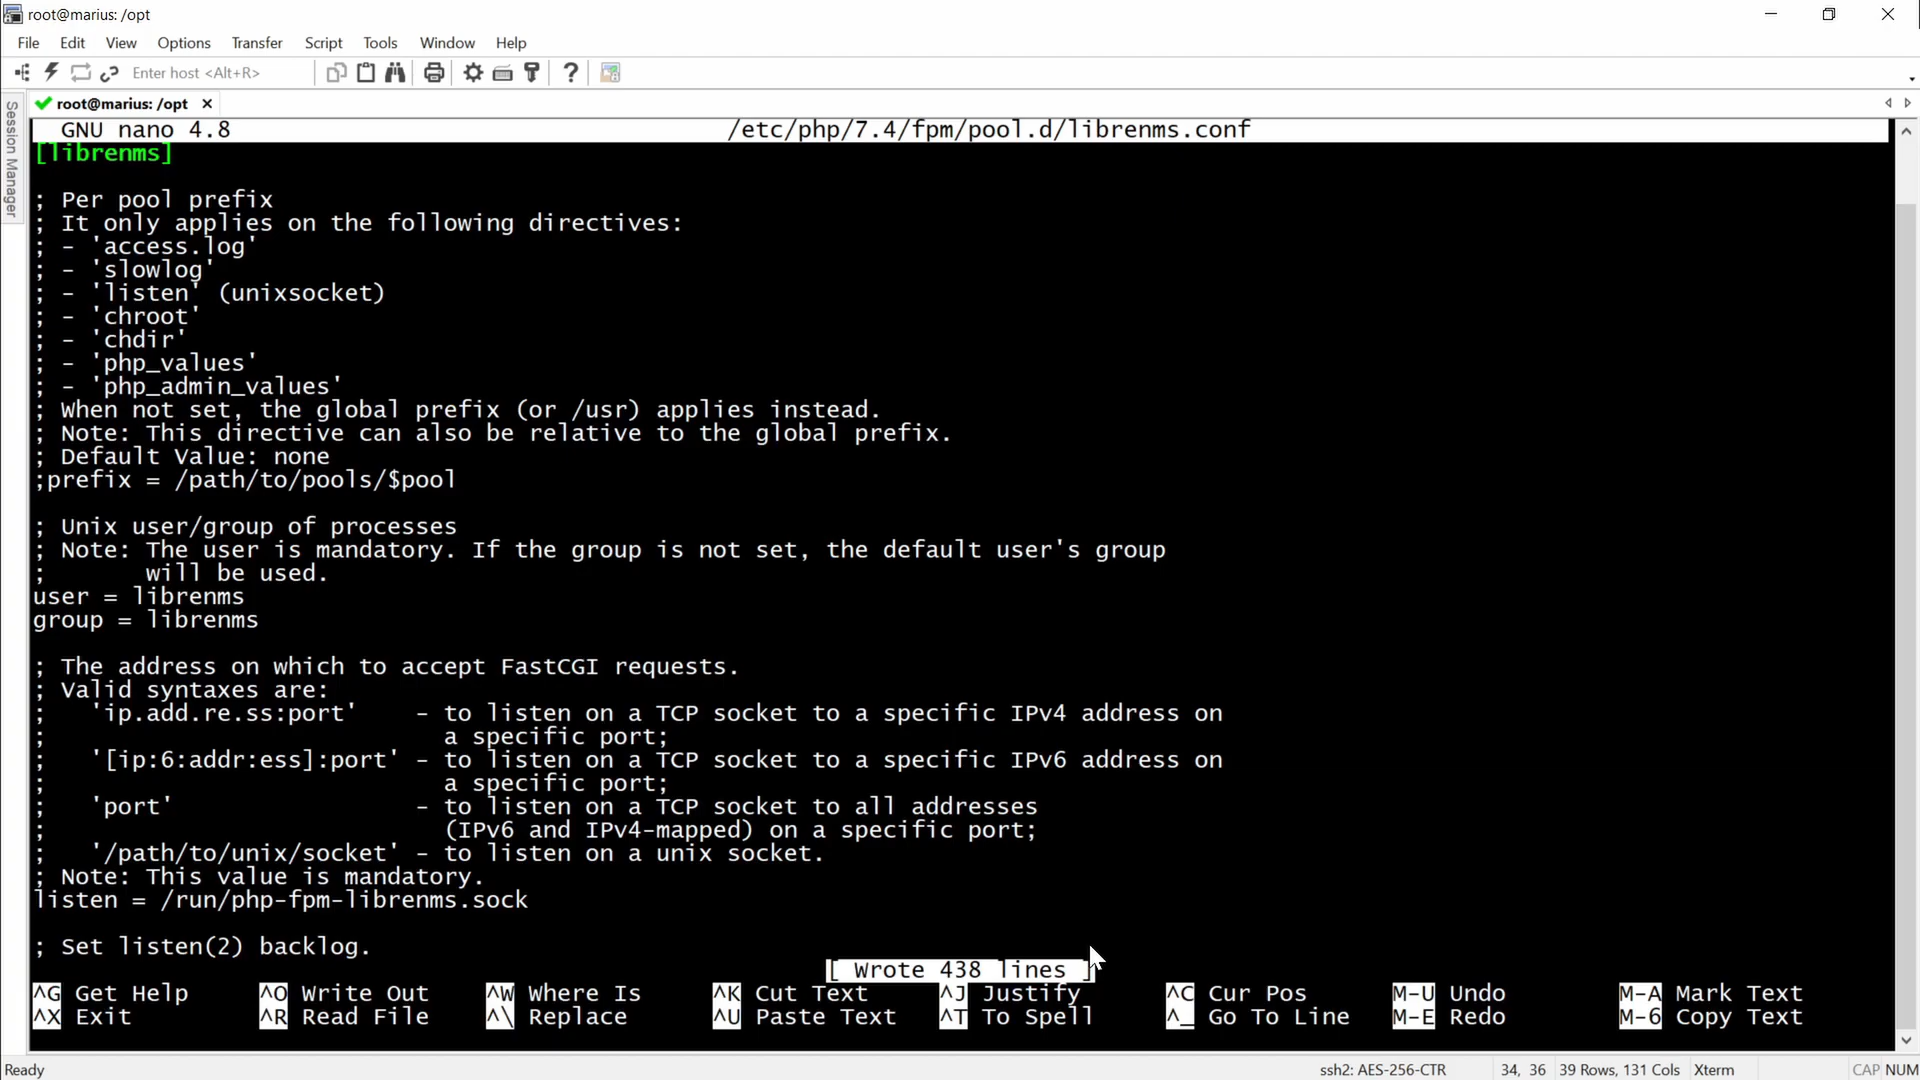 root@marius: /opt
File Edit View Options Transfer Script Tools Window Help
Enter host <Alt+R>
root@marius: /opt
Session Manager
GNU nano 4.8 /etc/php/7.4/fpm/pool.d/librenms.conf
[librenms]
; Per pool prefix
; It only applies on the following directives:
; - 'access.log'
; - 'slowlog'
; - 'listen' (unixsocket)
; - 'chroot'
; - 'chdir'
; - 'php_values'
; - 'php_admin_values'
; When not set, the global prefix (or /usr) applies instead.
; Note: This directive can also be relative to the global prefix.
; Default Value: none
;prefix = /path/to/pools/$pool
; Unix user/group of processes
; Note: The user is mandatory. If the group is not set, the default user's group
;       will be used.
user = librenms
group = librenms
; The address on which to accept FastCGI requests.
; Valid syntaxes are:
;   'ip.add.re.ss:port'    - to listen on a TCP socket to a specific IPv4 address on
;                            a specific port;
;   '[ip:6:addr:ess]:port' - to listen on a TCP socket to a specific IPv6 address on
;                            a specific port;
;   'port'                 - to listen on a TCP socket to all addresses
;                            (IPv6 and IPv4-mapped) on a specific port;
;   '/path/to/unix/socket' - to listen on a unix socket.
; Note: This value is mandatory.
listen = /run/php-fpm-librenms.sock
; Set listen(2) backlog.
[ Wrote 438 lines ]
^G Get Help ^O Write Out ^W Where Is ^K Cut Text ^J Justify ^C Cur Pos M-U Undo M-A Mark Text
^X Exit ^R Read File ^\ Replace ^U Paste Text ^T To Spell ^_ Go To Line M-E Redo M-6 Copy Text
Ready ssh2: AES-256-CTR 34, 36 39 Rows, 131 Cols Xterm CAP NUM